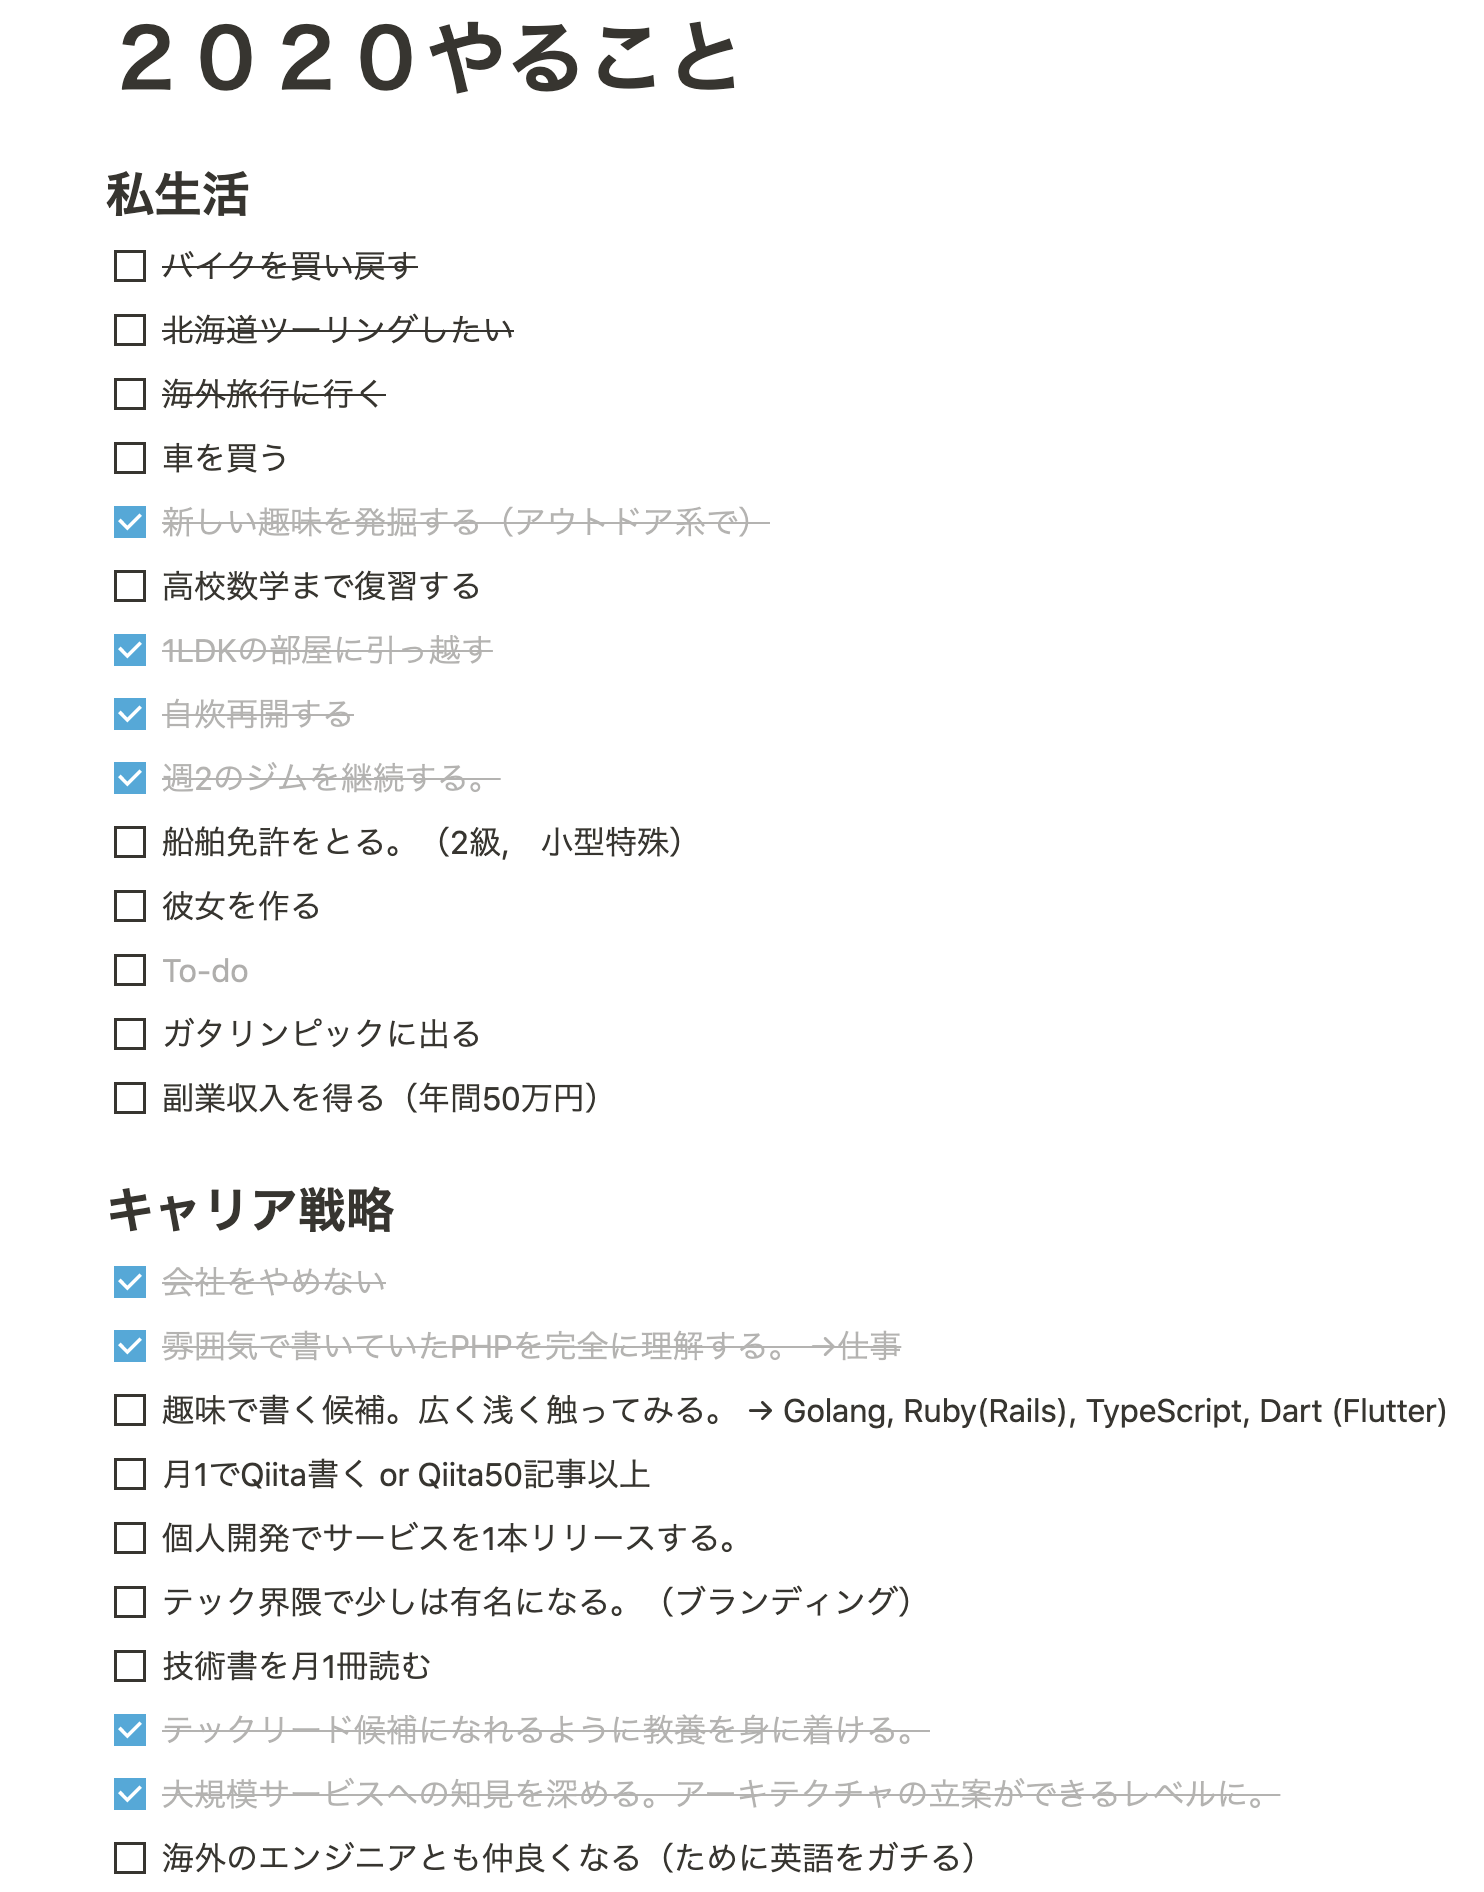 ２０２０やること
私生活
バイクを買い戻す
北海道ツーリングしたい
海外旅行に行く
車を買う
新しい趣味を発掘する（アウトドア系で）
高校数学まで復習する
1LDKの部屋に引っ越す
自炊再開する
週2のジムを継続する。
船舶免許をとる。（2級,　小型特殊）
彼女を作る
To-do
ガタリンピックに出る
副業収入を得る（年間50万円）
キャリア戦略
会社をやめない
雰囲気で書いていたPHPを完全に理解する。 →仕事
趣味で書く候補。広く浅く触ってみる。 → Golang, Ruby(Rails), TypeScript, Dart (Flutter)
月1でQiita書く or Qiita50記事以上
個人開発でサービスを1本リリースする。
テック界隈で少しは有名になる。（ブランディング）
技術書を月1冊読む
テックリード候補になれるように教養を身に着ける。
大規模サービスへの知見を深める。アーキテクチャの立案ができるレベルに。
海外のエンジニアとも仲良くなる（ために英語をガチる）